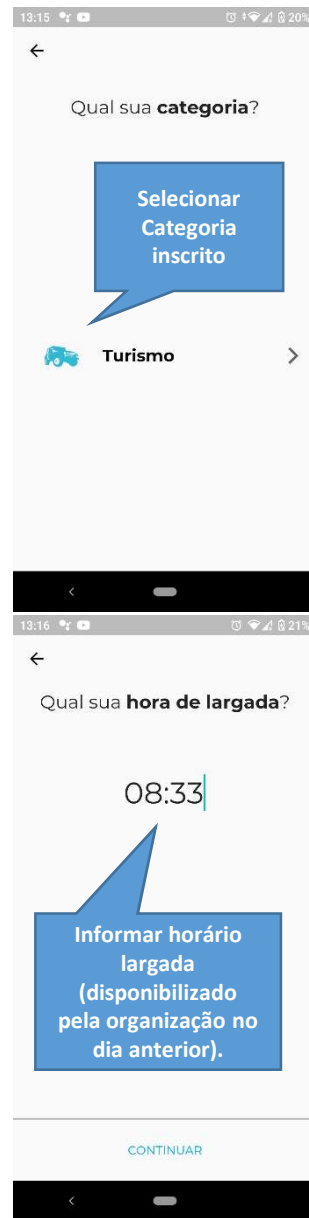 13:15 20%
Qual sua categoria?
Selecionar
Categoria
inscrito
Turismo
13:16 21%
Qual sua hora de largada?
08:33
Informar horário
largada
(disponibilizado
pela organização no
dia anterior).
CONTINUAR